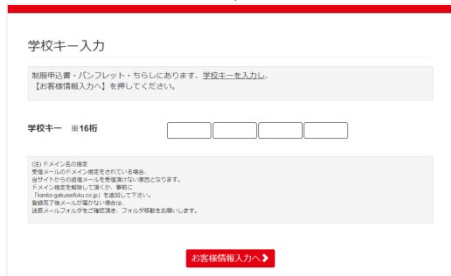 学校キー入力
制服申込書・パンフレット・ちらしにあります、学校キーを入力し、
【お客様情報入力へ】を押してください。
学校キー ※16桁
(注) ドメイン名の指定
受信メールのドメイン指定をされている場合、
当サイトからの返信メールを受信頂けない原因となります。
ドメイン指定を解除して頂くか、事前に
「kanko-gakuseifuku.co.jp」を追加して下さい。
登録完了後メールが届かない場合は、
迷惑メールフォルダをご確認頂き、フォルダ移動をお願いします。
お客様情報入力へ